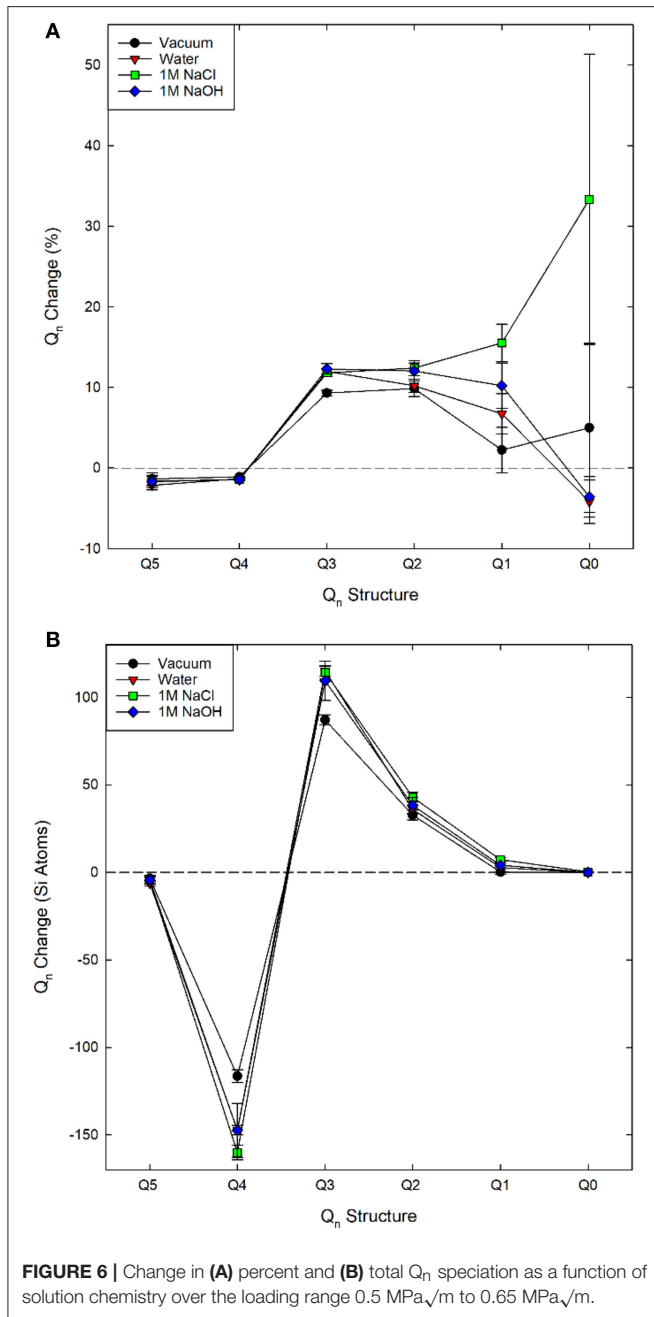 A
Vacuum
Water
1M NaCl
1M NaOH
50
40
30
20
10
0
-10
Qn Change (%)
Q5 Q4 Q3 Q2 Q1 Q0
Qn Structure
B
Vacuum
Water
1M NaCl
1M NaOH
100
50
0
-50
-100
-150
Qn Change (Si Atoms)
Q5 Q4 Q3 Q2 Q1 Q0
Qn Structure
FIGURE 6 | Change in (A) percent and (B) total Qn speciation as a function of
solution chemistry over the loading range 0.5 MPa√m to 0.65 MPa√m.